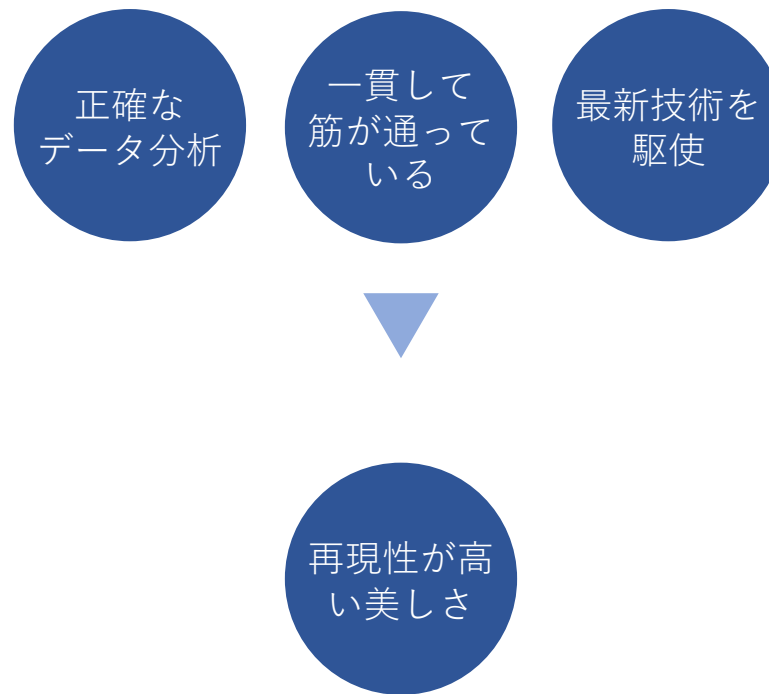 正確な
データ分析
一貫して
筋が通って
いる
最新技術を
駆使
再現性が高
い美しさ